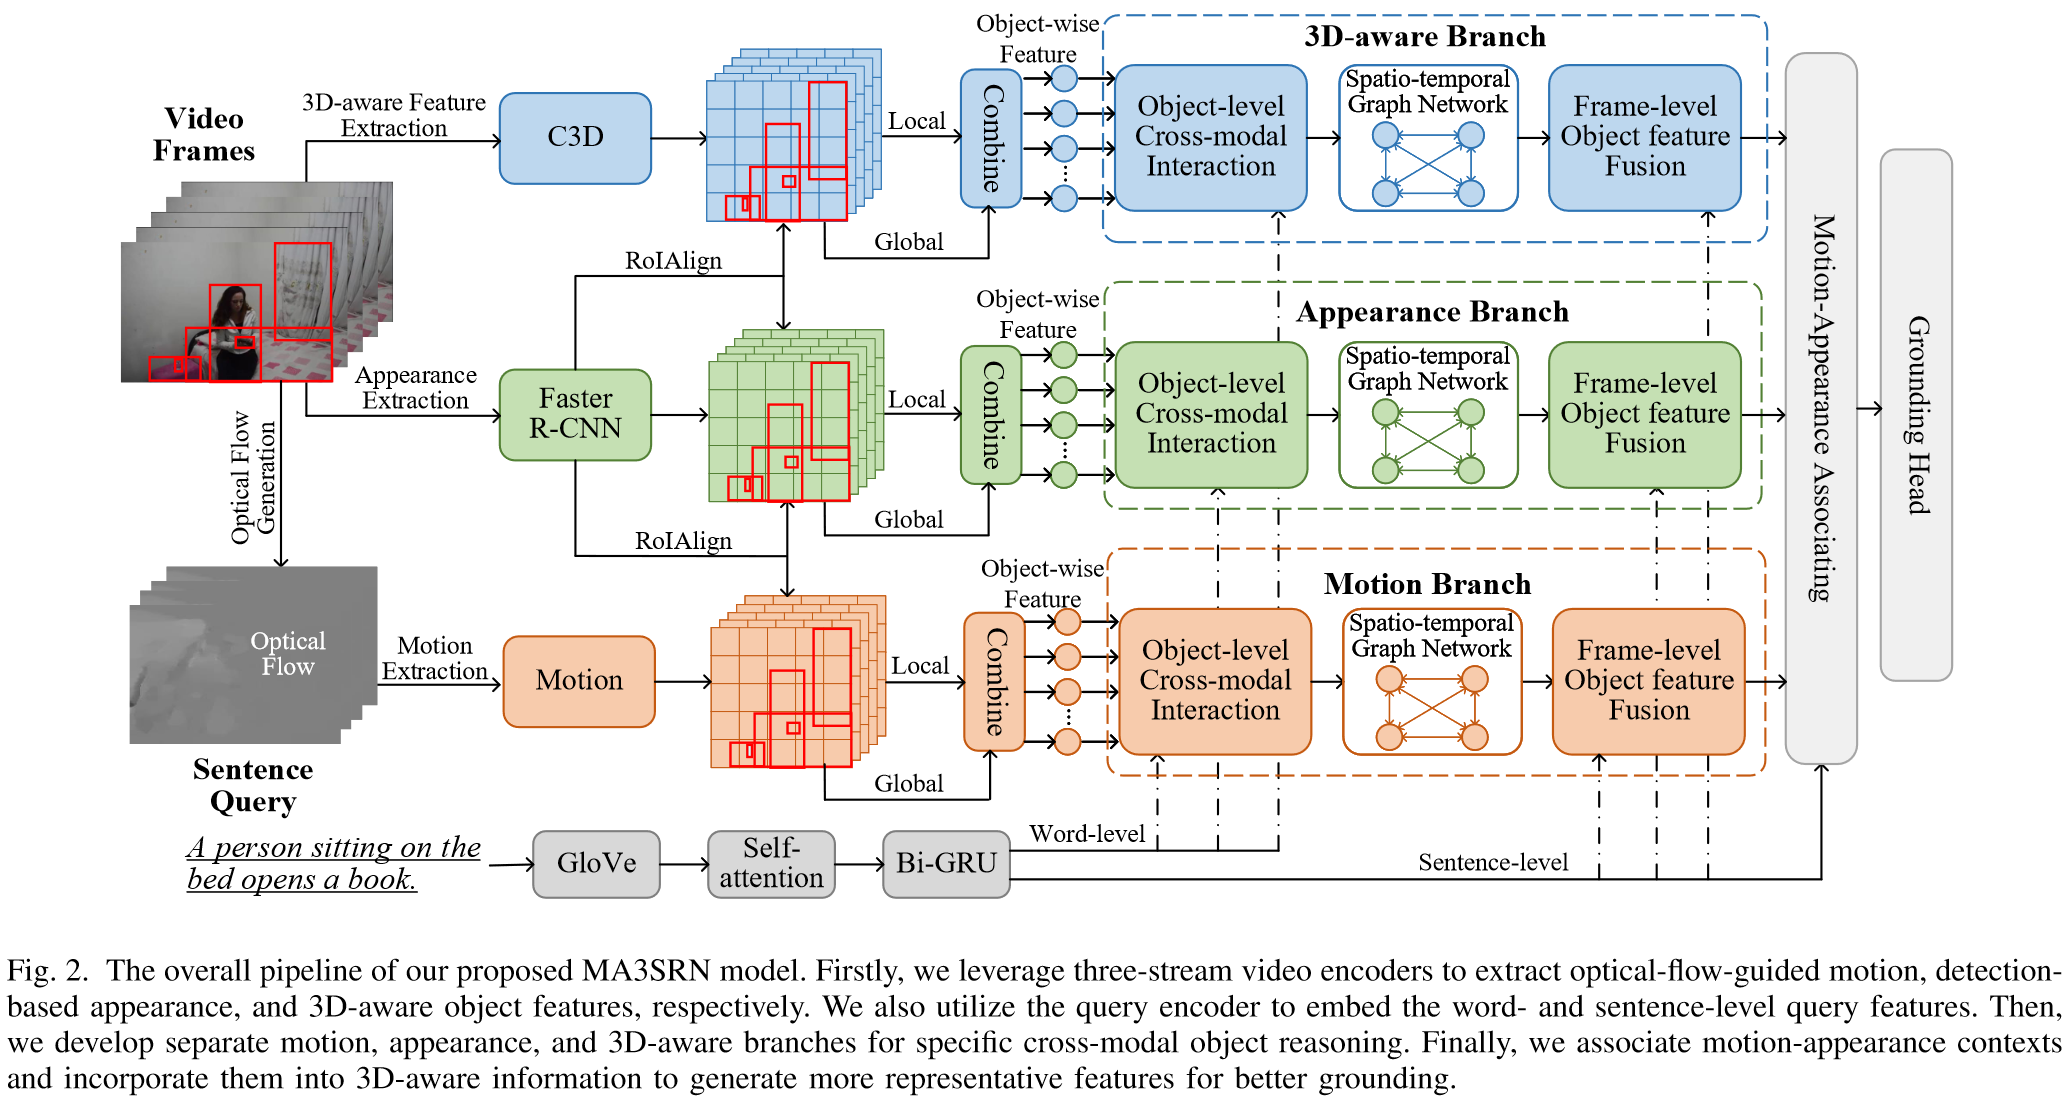 Video
Frames
3D-aware Feature
Extraction
C3D
Local
Global
Combine
Object-wise
Feature
3D-aware Branch
Object-level
Cross-modal
Interaction
Spatio-temporal
Graph Network
Frame-level
Object feature
Fusion
RoIAlign
Appearance
Extraction
Faster
R-CNN
Local
Global
Combine
Object-wise
Feature
Appearance Branch
Object-level
Cross-modal
Interaction
Spatio-temporal
Graph Network
Frame-level
Object feature
Fusion
RoIAlign
Optical Flow
Generation
Optical
Flow
Motion
Extraction
Motion
Local
Global
Combine
Object-wise
Feature
Motion Branch
Object-level
Cross-modal
Interaction
Spatio-temporal
Graph Network
Frame-level
Object feature
Fusion
Motion-Appearance Associating
Grounding Head
Sentence
Query
A person sitting on the
bed opens a book.
GloVe
Self-
attention
Bi-GRU
Word-level
Sentence-level
Fig. 2. The overall pipeline of our proposed MA3SRN model. Firstly, we leverage three-stream video encoders to extract optical-flow-guided motion, detection-
based appearance, and 3D-aware object features, respectively. We also utilize the query encoder to embed the word- and sentence-level query features. Then,
we develop separate motion, appearance, and 3D-aware branches for specific cross-modal object reasoning. Finally, we associate motion-appearance contexts
and incorporate them into 3D-aware information to generate more representative features for better grounding.